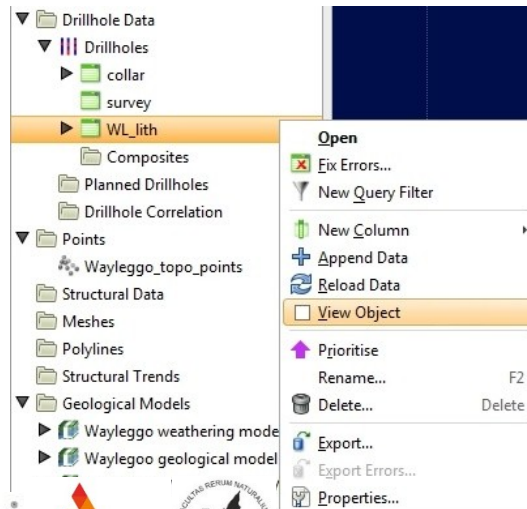 Drillhole Data
Drillholes
collar
survey
WL_lith
Composites
Planned Drillholes
Drillhole Correlation
Points
Wayleggo_topo_points
Structural Data
Meshes
Polylines
Structural Trends
Geological Models
Wayleggo weathering mode
Waylegoo geological model
Open
Fix Errors...
New Query Filter
New Column
Append Data
Reload Data
View Object
Prioritise
Rename... F2
Delete... Delete
Export...
Export Errors...
Properties...
RERUM